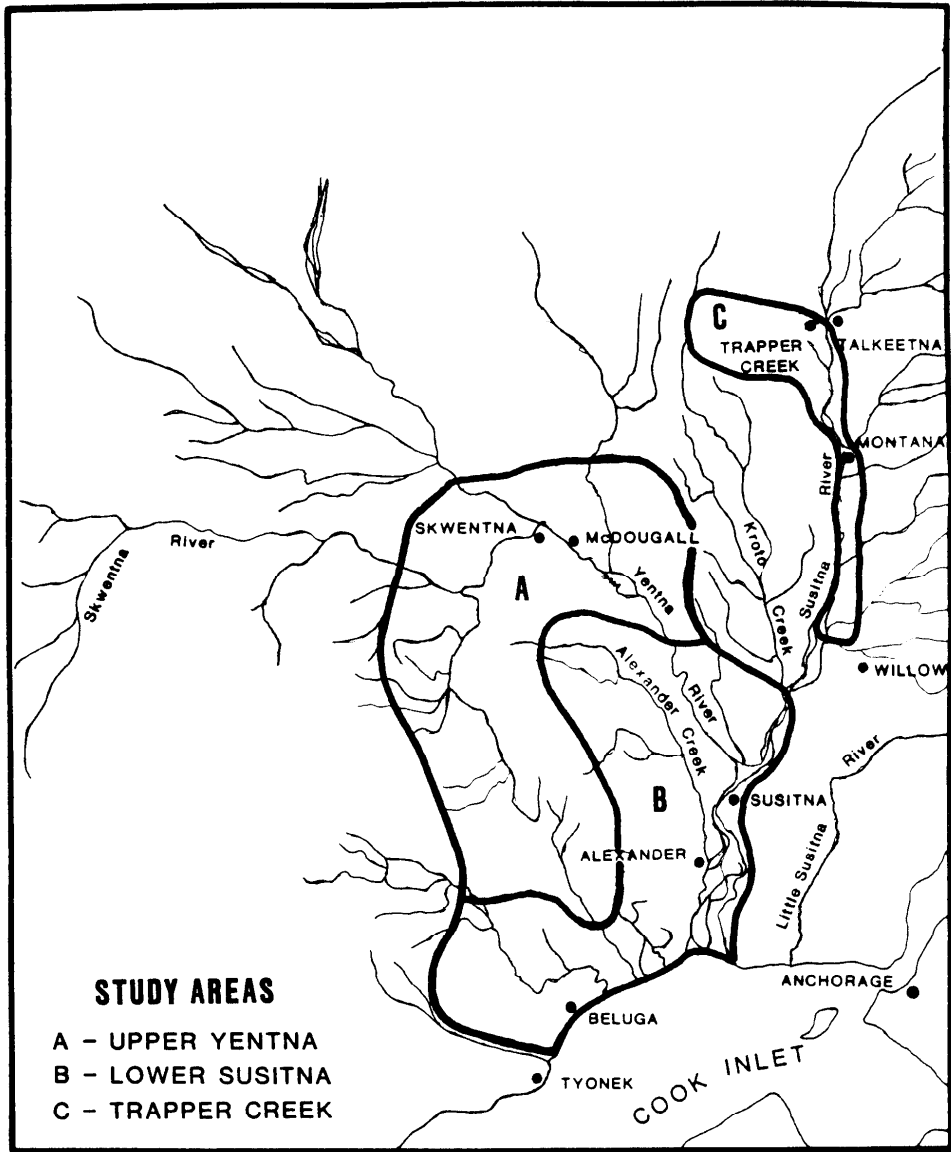 C
TRAPPER
CREEK
TALKEETNA
MONTANA
River
Susitna
SKWENTNA
McDOUGALL
Kroto
Creek
River
Skwentna
A
Yentna
River
Alexander
Creek
WILLOW
River
B
SUSITNA
ALEXANDER
Little Susitna
STUDY AREAS
A - UPPER YENTNA
B - LOWER SUSITNA
C - TRAPPER CREEK
ANCHORAGE
BELUGA
TYONEK
COOK INLET